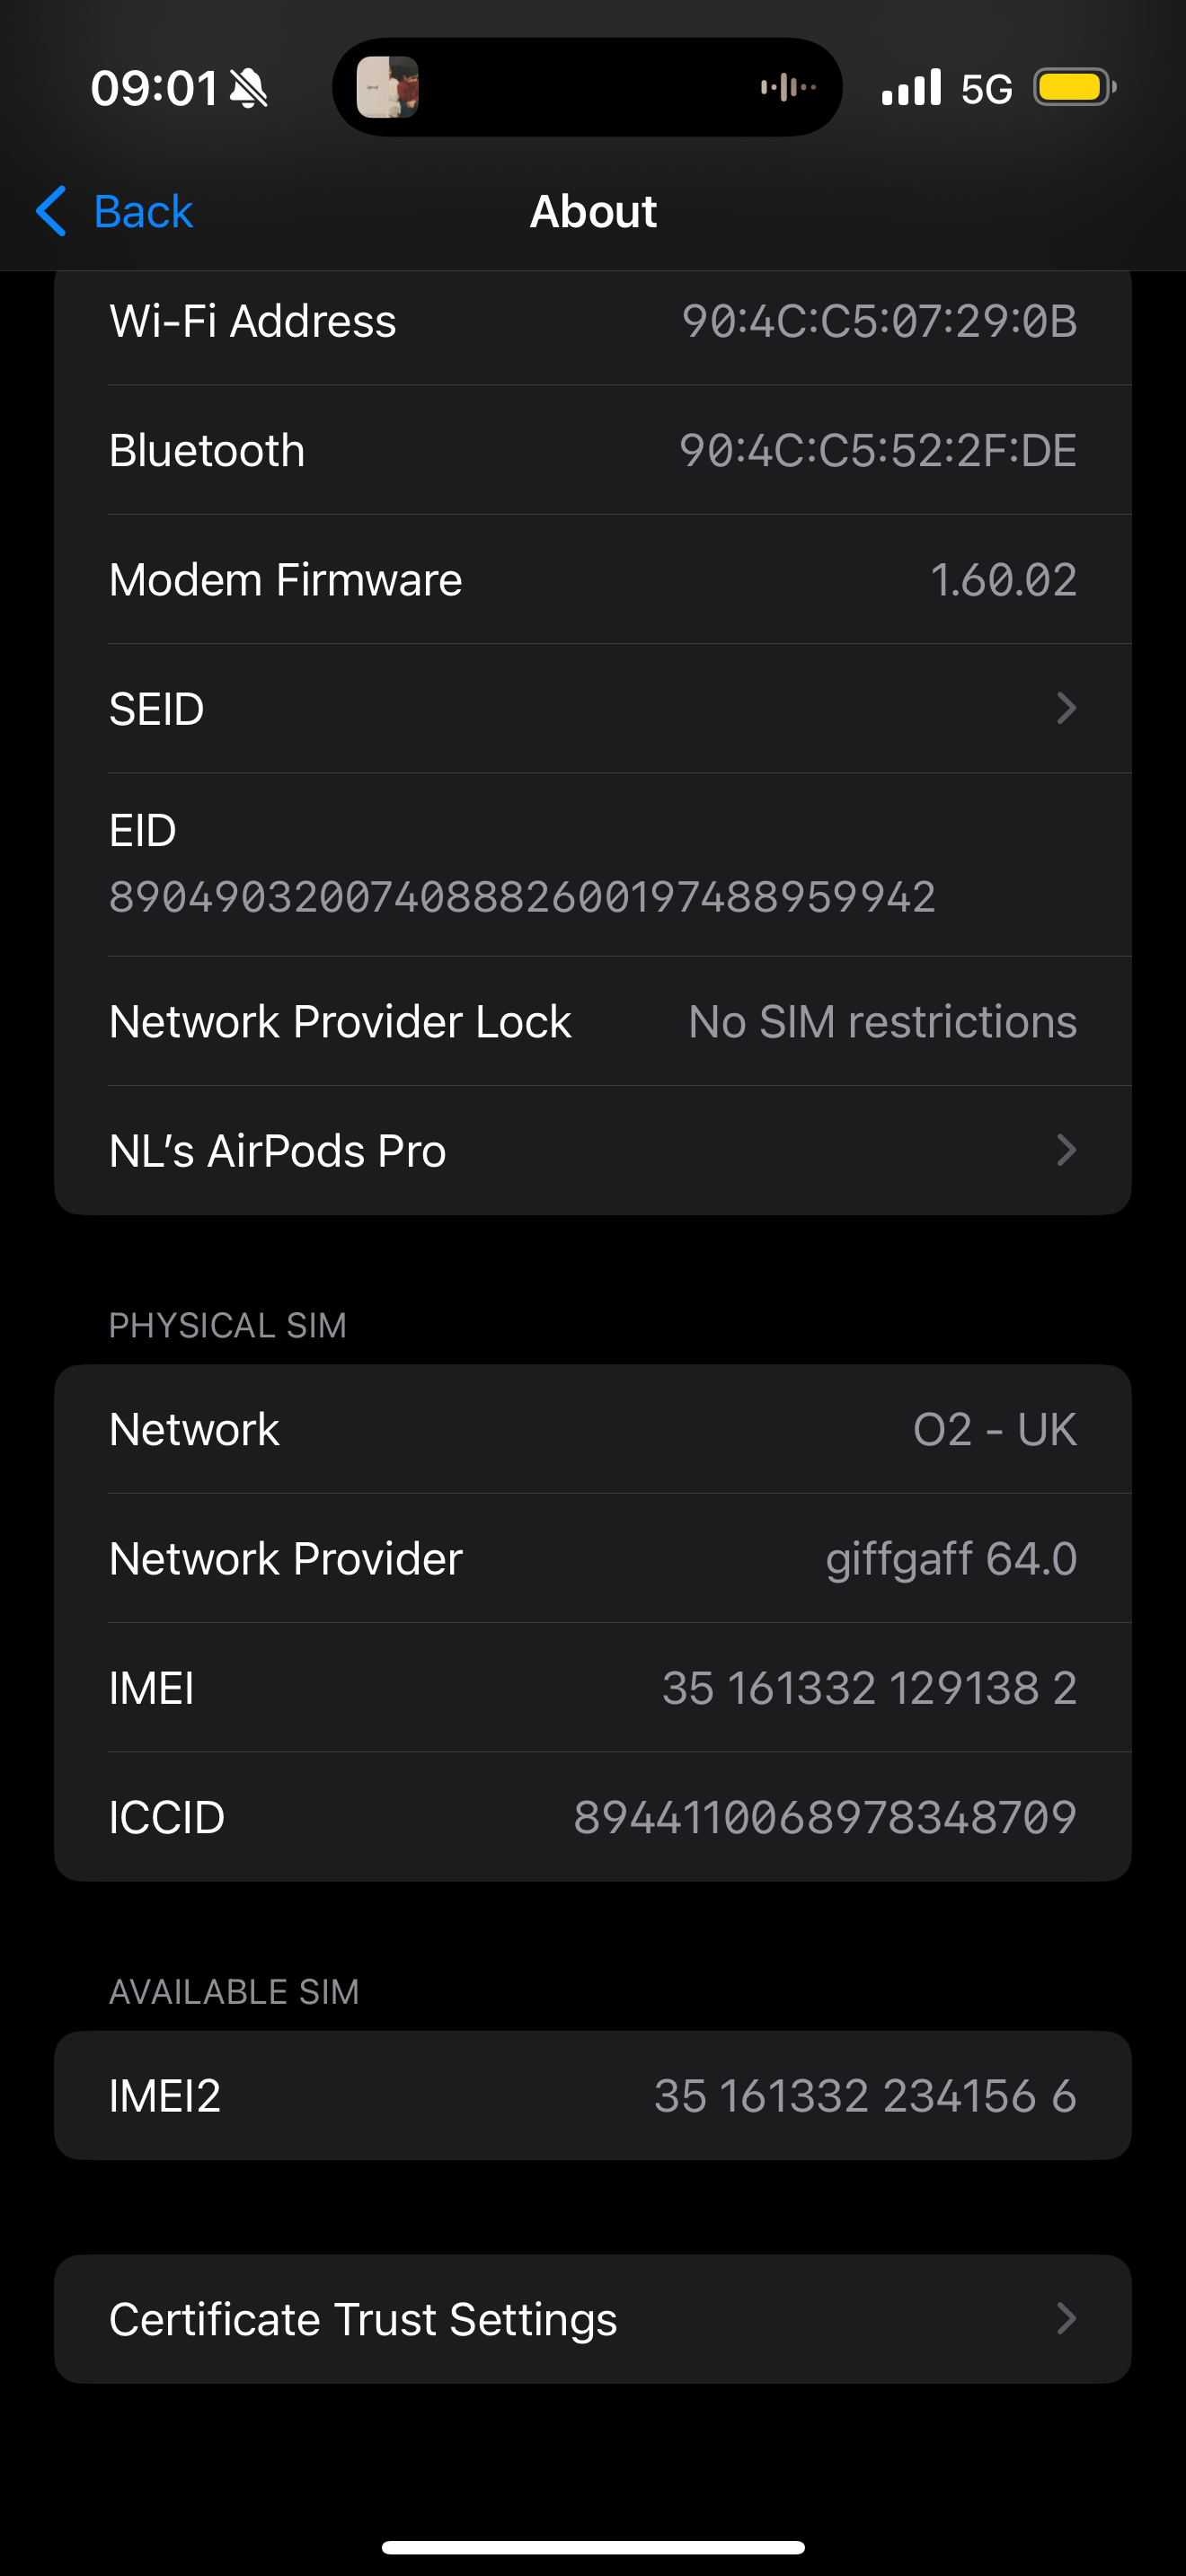 09:01
5G
Back
About
Wi-Fi Address 90:4C:C5:07:29:0B
Bluetooth 90:4C:C5:52:2F:DE
Modem Firmware 1.60.02
SEID
EID
89049032007408882600197488959942
Network Provider Lock No SIM restrictions
NL’s AirPods Pro
PHYSICAL SIM
Network O2 - UK
Network Provider giffgaff 64.0
IMEI 35 161332 129138 2
ICCID 8944110068978348709
AVAILABLE SIM
IMEI2 35 161332 234156 6
Certificate Trust Settings